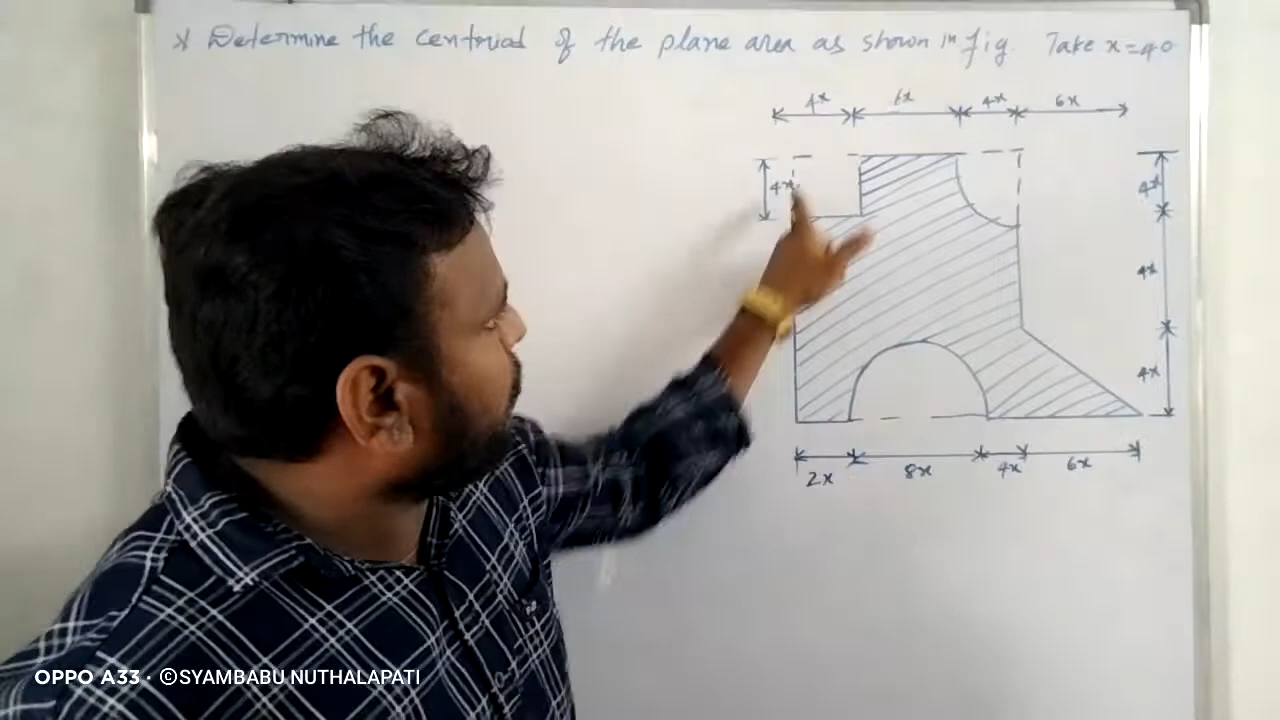 * Determine the centriod of the plane area as shown in fig. Take x=40
4x 6x 4x 6x
4x 4x
4x
4x
2x 8x 4x 6x
OPPO A33 · ©SYAMBABU NUTHALAPATI